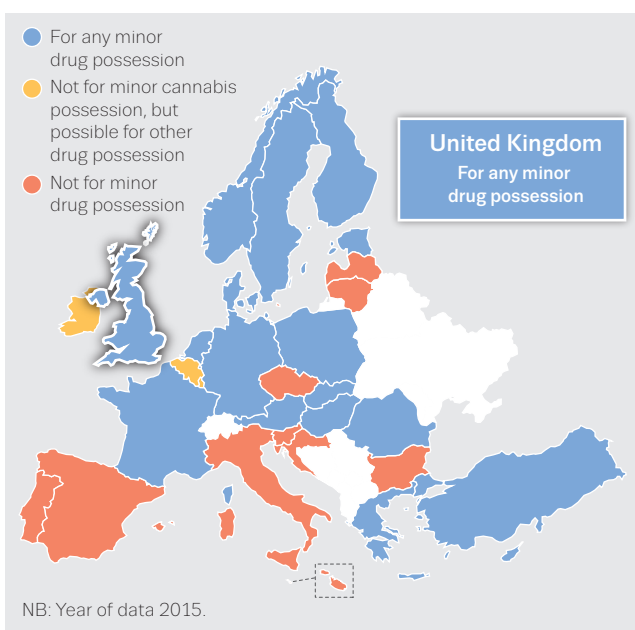 For any minor
drug possession
Not for minor cannabis
possession, but
possible for other
drug possession
Not for minor
drug possession
United Kingdom
For any minor
drug possession
NB: Year of data 2015.